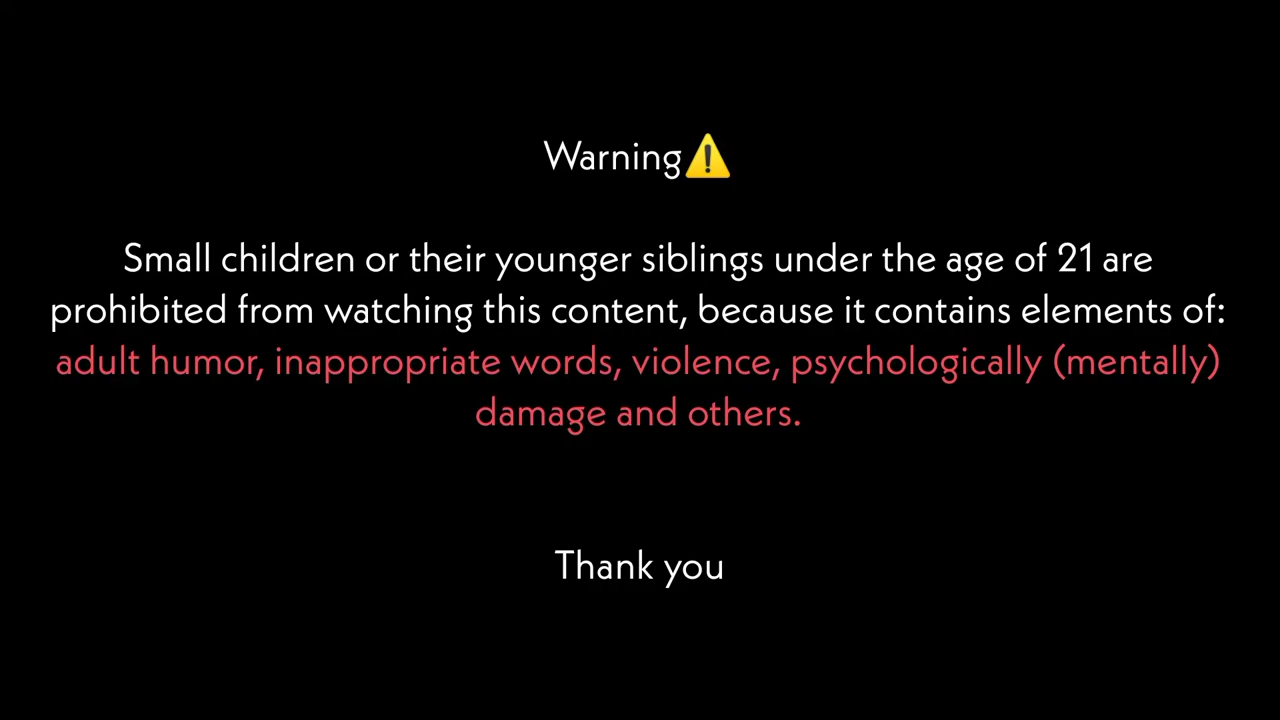 Warning⚠️
Small children or their younger siblings under the age of 21 are
prohibited from watching this content, because it contains elements of:
adult humor, inappropriate words, violence, psychologically (mentally)
damage and others.
Thank you